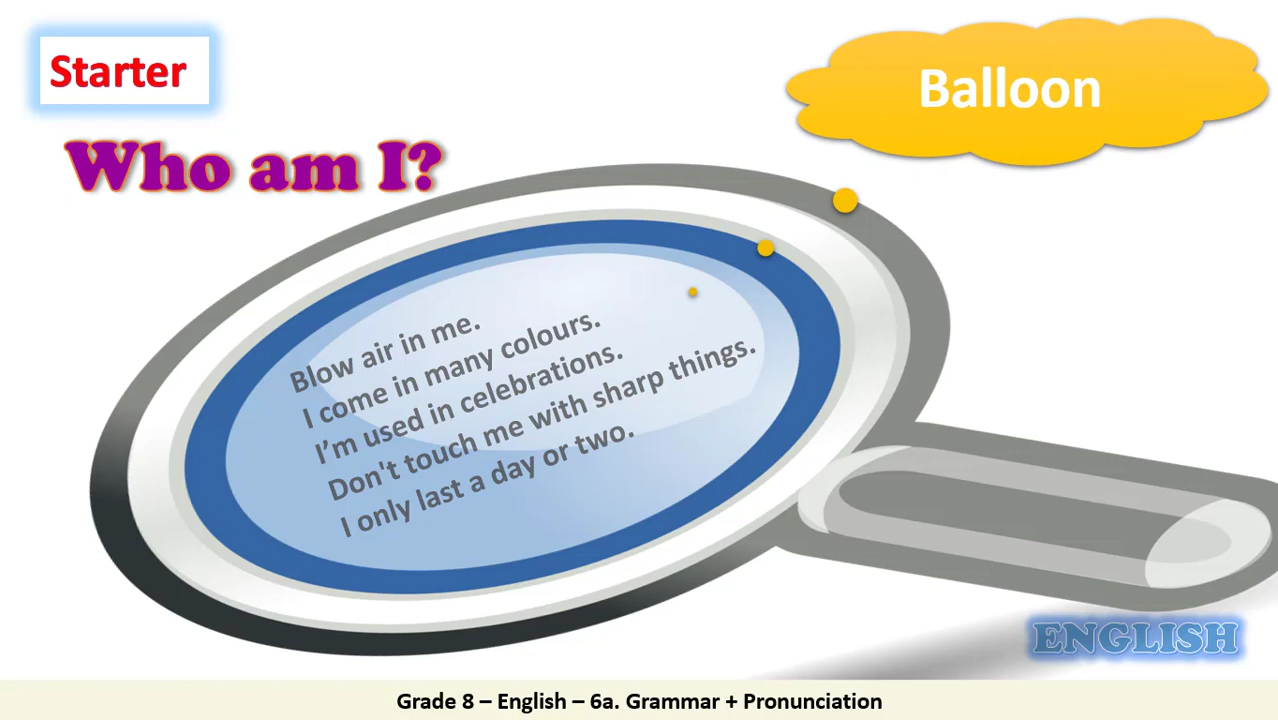 Starter
Balloon
Who am I?
Blow air in me.
I come in many colours.
I’m used in celebrations.
Don't touch me with sharp things.
I only last a day or two.
ENGLISH
Grade 8 – English – 6a. Grammar + Pronunciation